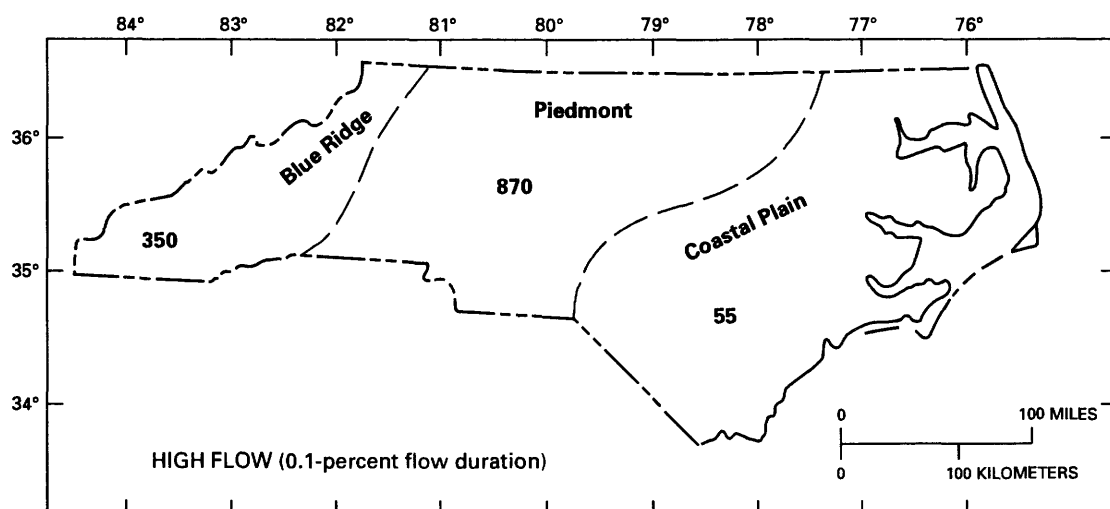 84° 83° 82° 81° 80° 79° 78° 77° 76°
36°
35°
34°
Piedmont
Blue Ridge
870
Coastal Plain
350
55
0 100 MILES
0 100 KILOMETERS
HIGH FLOW (0.1-percent flow duration)